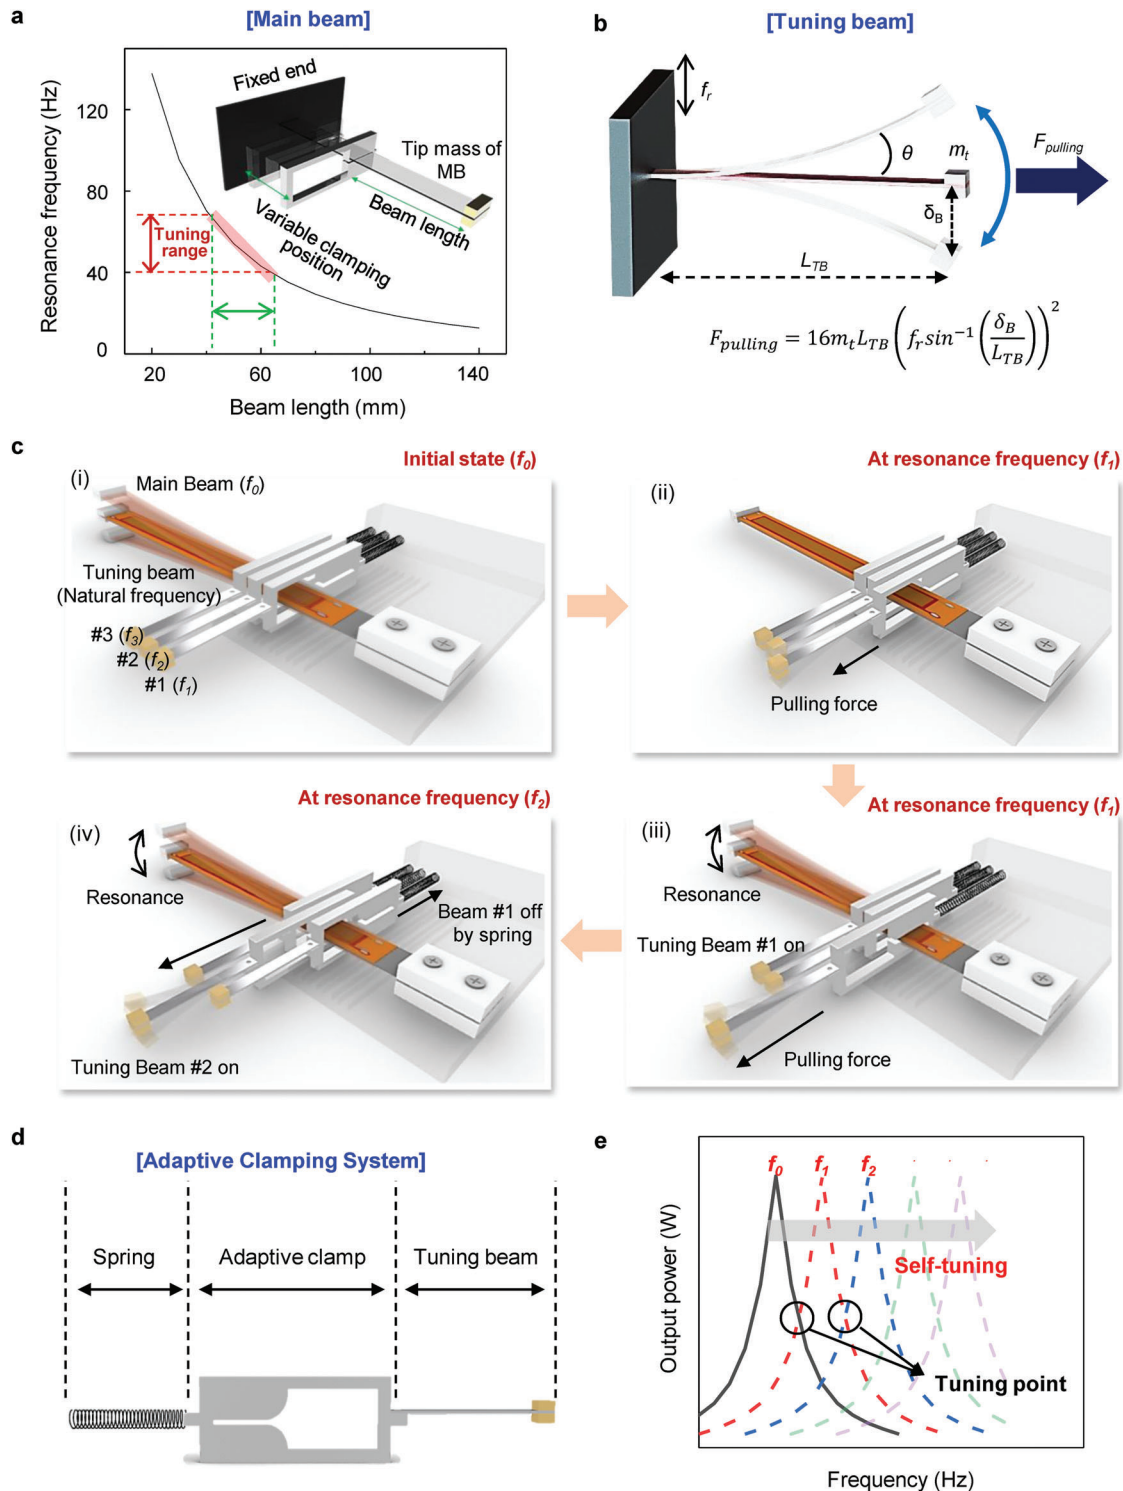 a
[Main beam]
Resonance frequency (Hz)
120
80
40
0
20
60
100
140
Beam length (mm)
Fixed end
Tip mass of
MB
Beam length
Variable clamping
position
Tuning
range
b
[Tuning beam]
f_r
θ
m_t
F_pulling
δ_B
L_TB
F_pulling = 16m_t L_TB (f_r sin⁻¹(δ_B/L_TB))²
c
Initial state (f_0)
(i)
Main Beam (f_0)
Tuning beam
(Natural frequency)
#3 (f_3)
#2 (f_2)
#1 (f_1)
At resonance frequency (f_1)
(ii)
Pulling force
At resonance frequency (f_2)
(iv)
Resonance
Beam #1 off
by spring
Tuning Beam #2 on
At resonance frequency (f_1)
(iii)
Resonance
Tuning Beam #1 on
Pulling force
d
[Adaptive Clamping System]
Spring
Adaptive clamp
Tuning beam
e
Output power (W)
f_0
f_1
f_2
. . .
Self-tuning
Tuning point
Frequency (Hz)